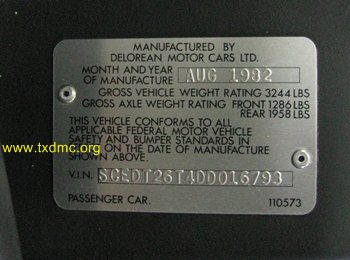 MANUFACTURED BY
DELOREAN MOTOR CARS LTD.
MONTH AND YEAR
OF MANUFACTURE AUG 1982
GROSS VEHICLE WEIGHT RATING 3244 LBS
GROSS AXLE WEIGHT RATING FRONT 1286 LBS
REAR 1958 LBS
THIS VEHICLE CONFORMS TO ALL
APPLICABLE FEDERAL MOTOR VEHICLE
SAFETY AND BUMPER STANDARDS IN
EFFECT ON THE DATE OF MANUFACTURE
SHOWN ABOVE.
www.txdmc.org
V.I.N. SCEDT26T4DD016793
PASSENGER CAR. 110573